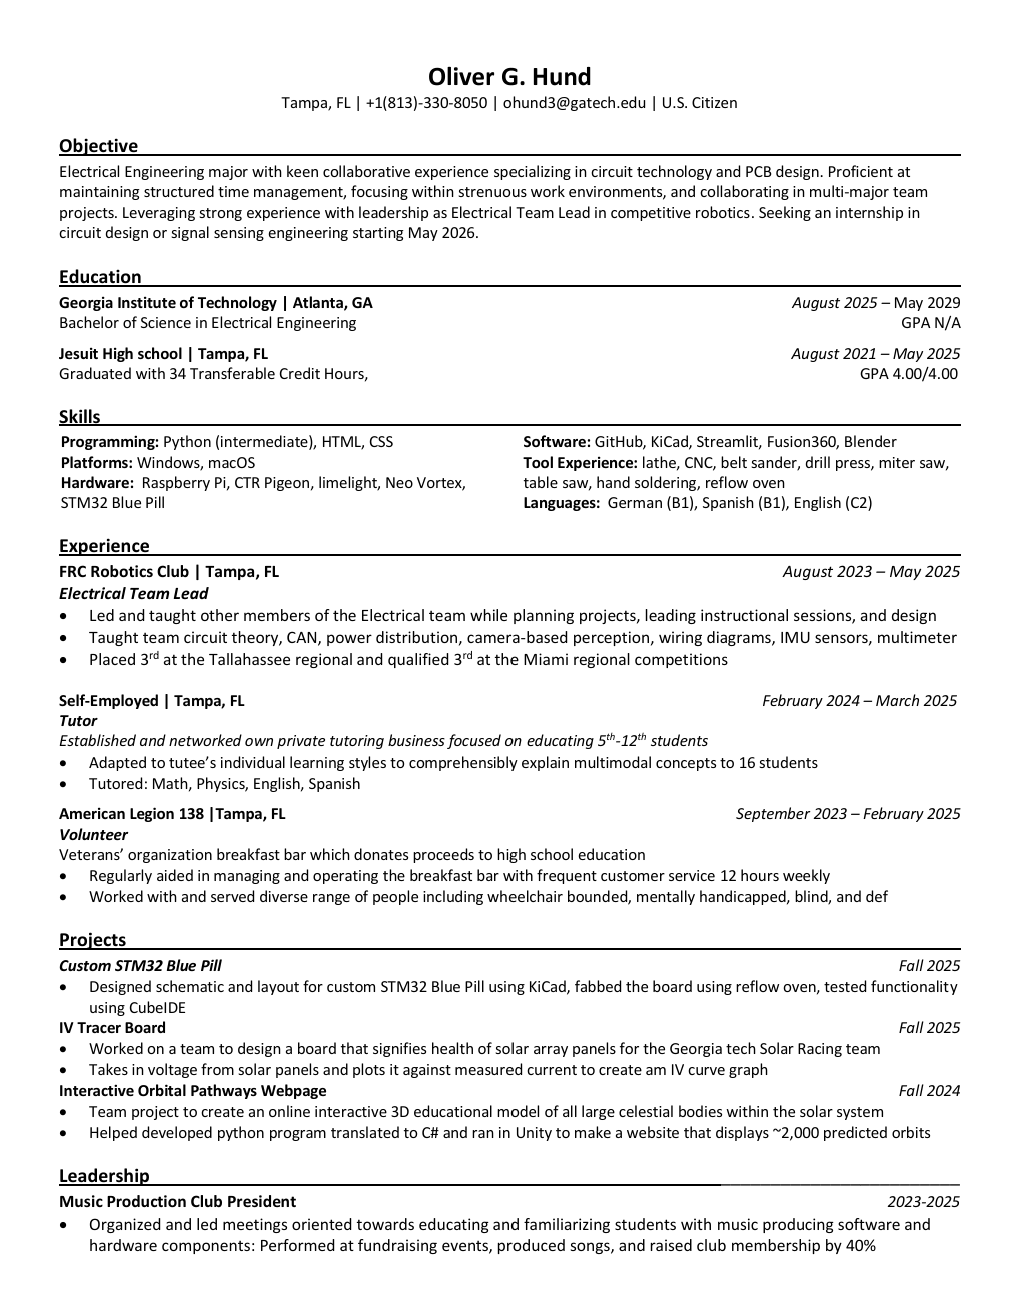 Oliver G. Hund
Tampa, FL | +1(813)-330-8050 | ohund3@gatech.edu | U.S. Citizen
Objective
Electrical Engineering major with keen collaborative experience specializing in circuit technology and PCB design. Proficient at
maintaining structured time management, focusing within strenuous work environments, and collaborating in multi-major team
projects. Leveraging strong experience with leadership as Electrical Team Lead in competitive robotics. Seeking an internship in
circuit design or signal sensing engineering starting May 2026.
Education
Georgia Institute of Technology | Atlanta, GA August 2025 – May 2029
Bachelor of Science in Electrical Engineering GPA N/A
Jesuit High school | Tampa, FL August 2021 – May 2025
Graduated with 34 Transferable Credit Hours, GPA 4.00/4.00
Skills
Programming: Python (intermediate), HTML, CSS
Platforms: Windows, macOS
Hardware: Raspberry Pi, CTR Pigeon, limelight, Neo Vortex,
STM32 Blue Pill
Software: GitHub, KiCad, Streamlit, Fusion360, Blender
Tool Experience: lathe, CNC, belt sander, drill press, miter saw,
table saw, hand soldering, reflow oven
Languages: German (B1), Spanish (B1), English (C2)
Experience
FRC Robotics Club | Tampa, FL August 2023 – May 2025
Electrical Team Lead
• Led and taught other members of the Electrical team while planning projects, leading instructional sessions, and design
• Taught team circuit theory, CAN, power distribution, camera-based perception, wiring diagrams, IMU sensors, multimeter
• Placed 3rd at the Tallahassee regional and qualified 3rd at the Miami regional competitions
Self-Employed | Tampa, FL February 2024 – March 2025
Tutor
Established and networked own private tutoring business focused on educating 5th-12th students
• Adapted to tutee’s individual learning styles to comprehensibly explain multimodal concepts to 16 students
• Tutored: Math, Physics, English, Spanish
American Legion 138 |Tampa, FL September 2023 – February 2025
Volunteer
Veterans’ organization breakfast bar which donates proceeds to high school education
• Regularly aided in managing and operating the breakfast bar with frequent customer service 12 hours weekly
• Worked with and served diverse range of people including wheelchair bounded, mentally handicapped, blind, and def
Projects
Custom STM32 Blue Pill Fall 2025
• Designed schematic and layout for custom STM32 Blue Pill using KiCad, fabbed the board using reflow oven, tested functionality
using CubeIDE
IV Tracer Board Fall 2025
• Worked on a team to design a board that signifies health of solar array panels for the Georgia tech Solar Racing team
• Takes in voltage from solar panels and plots it against measured current to create am IV curve graph
Interactive Orbital Pathways Webpage Fall 2024
• Team project to create an online interactive 3D educational model of all large celestial bodies within the solar system
• Helped developed python program translated to C# and ran in Unity to make a website that displays ~2,000 predicted orbits
Leadership
Music Production Club President 2023-2025
• Organized and led meetings oriented towards educating and familiarizing students with music producing software and
hardware components: Performed at fundraising events, produced songs, and raised club membership by 40%